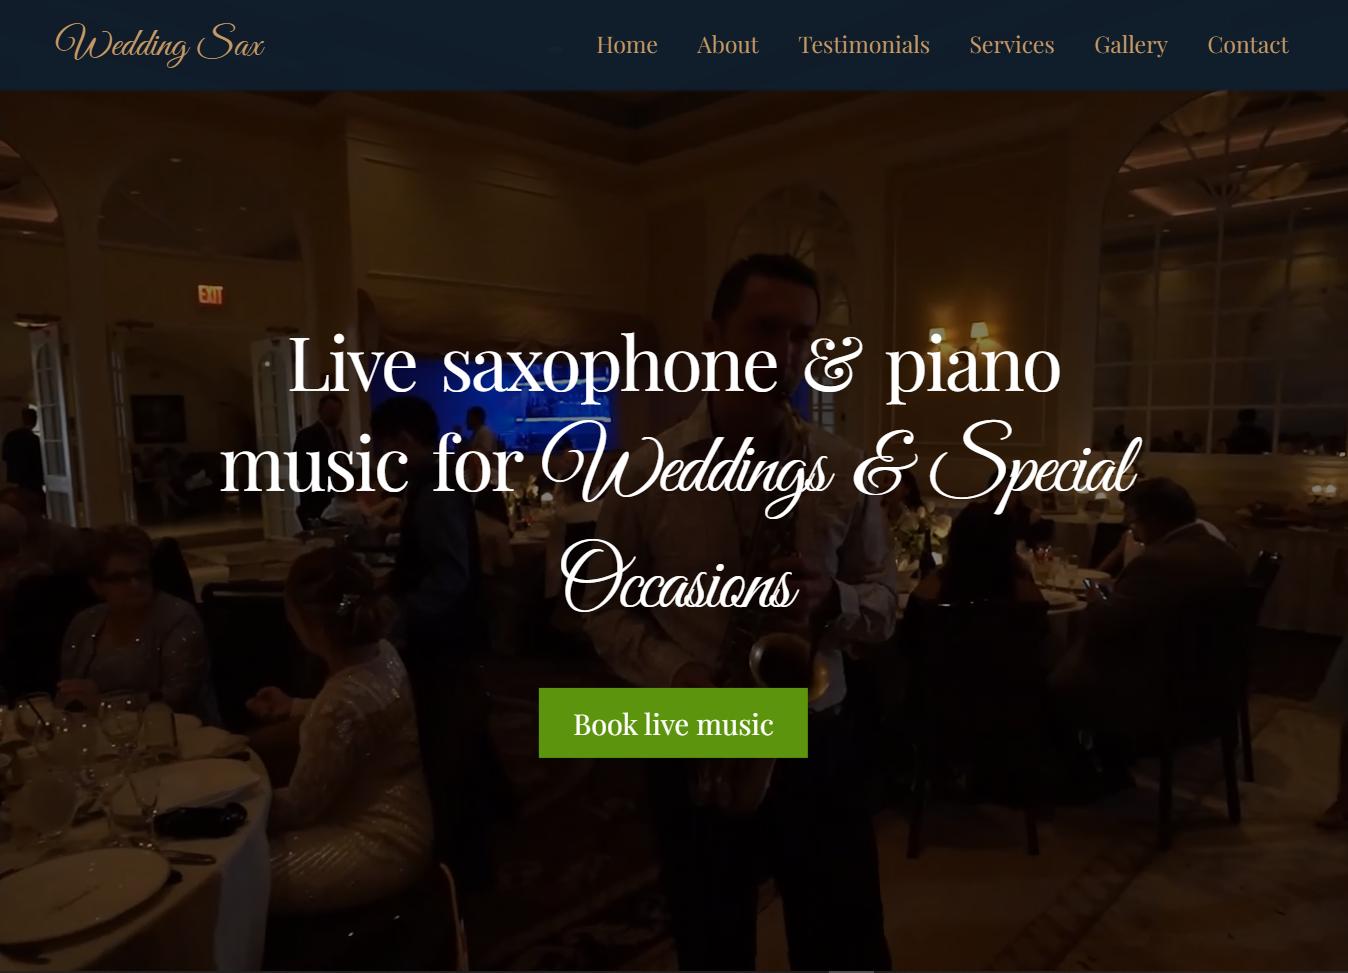 Wedding Sax
Home About Testimonials Services Gallery Contact
EXIT
Live saxophone & piano
music for Weddings & Special
Occasions
Book live music